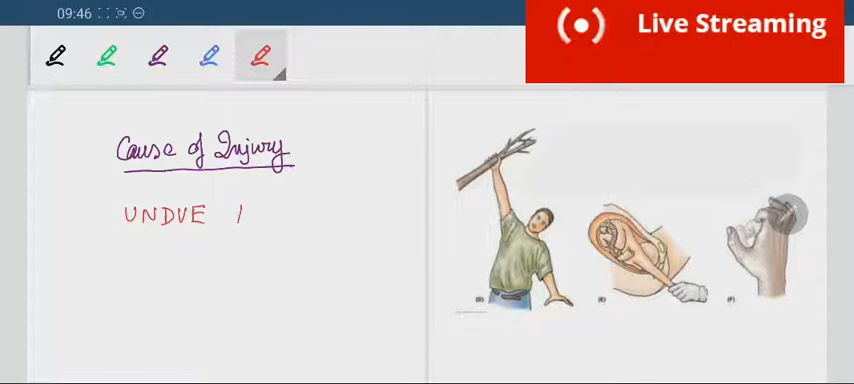 09:46
Live Streaming
Cause of Injury
UNDUE I
(D) (E) (F)